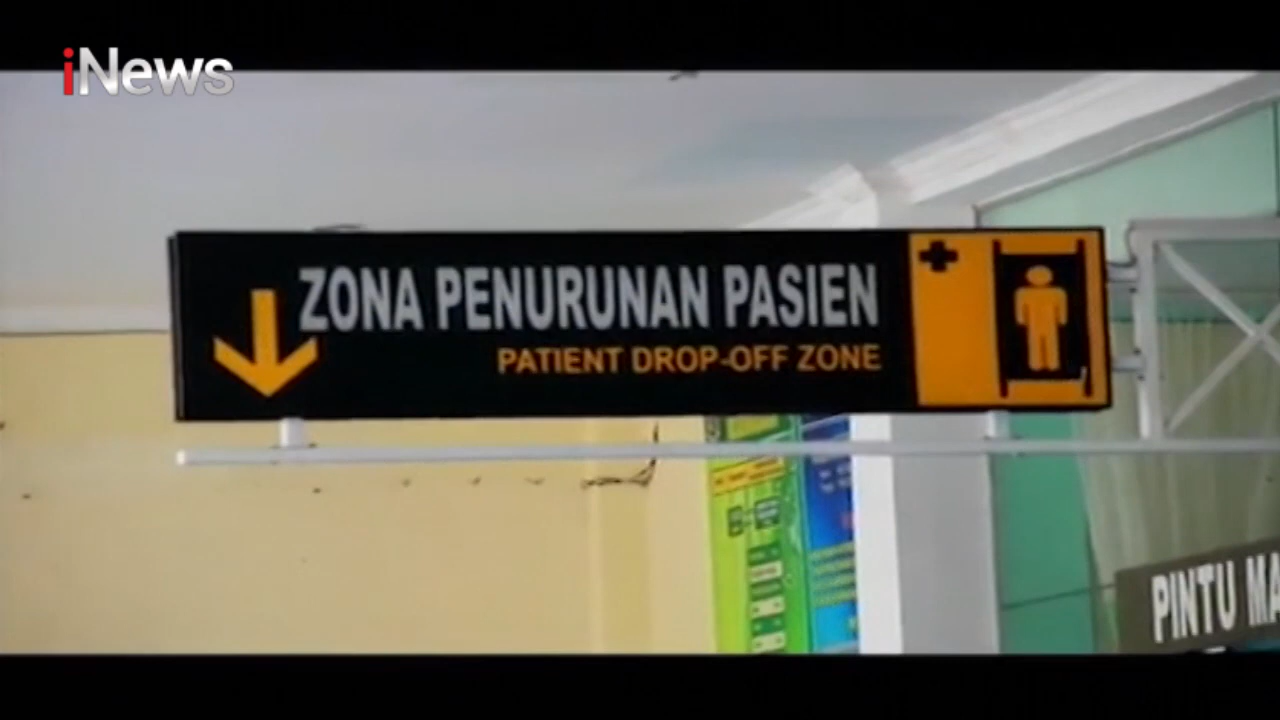 iNews
ZONA PENURUNAN PASIEN
PATIENT DROP-OFF ZONE
PINTU MA